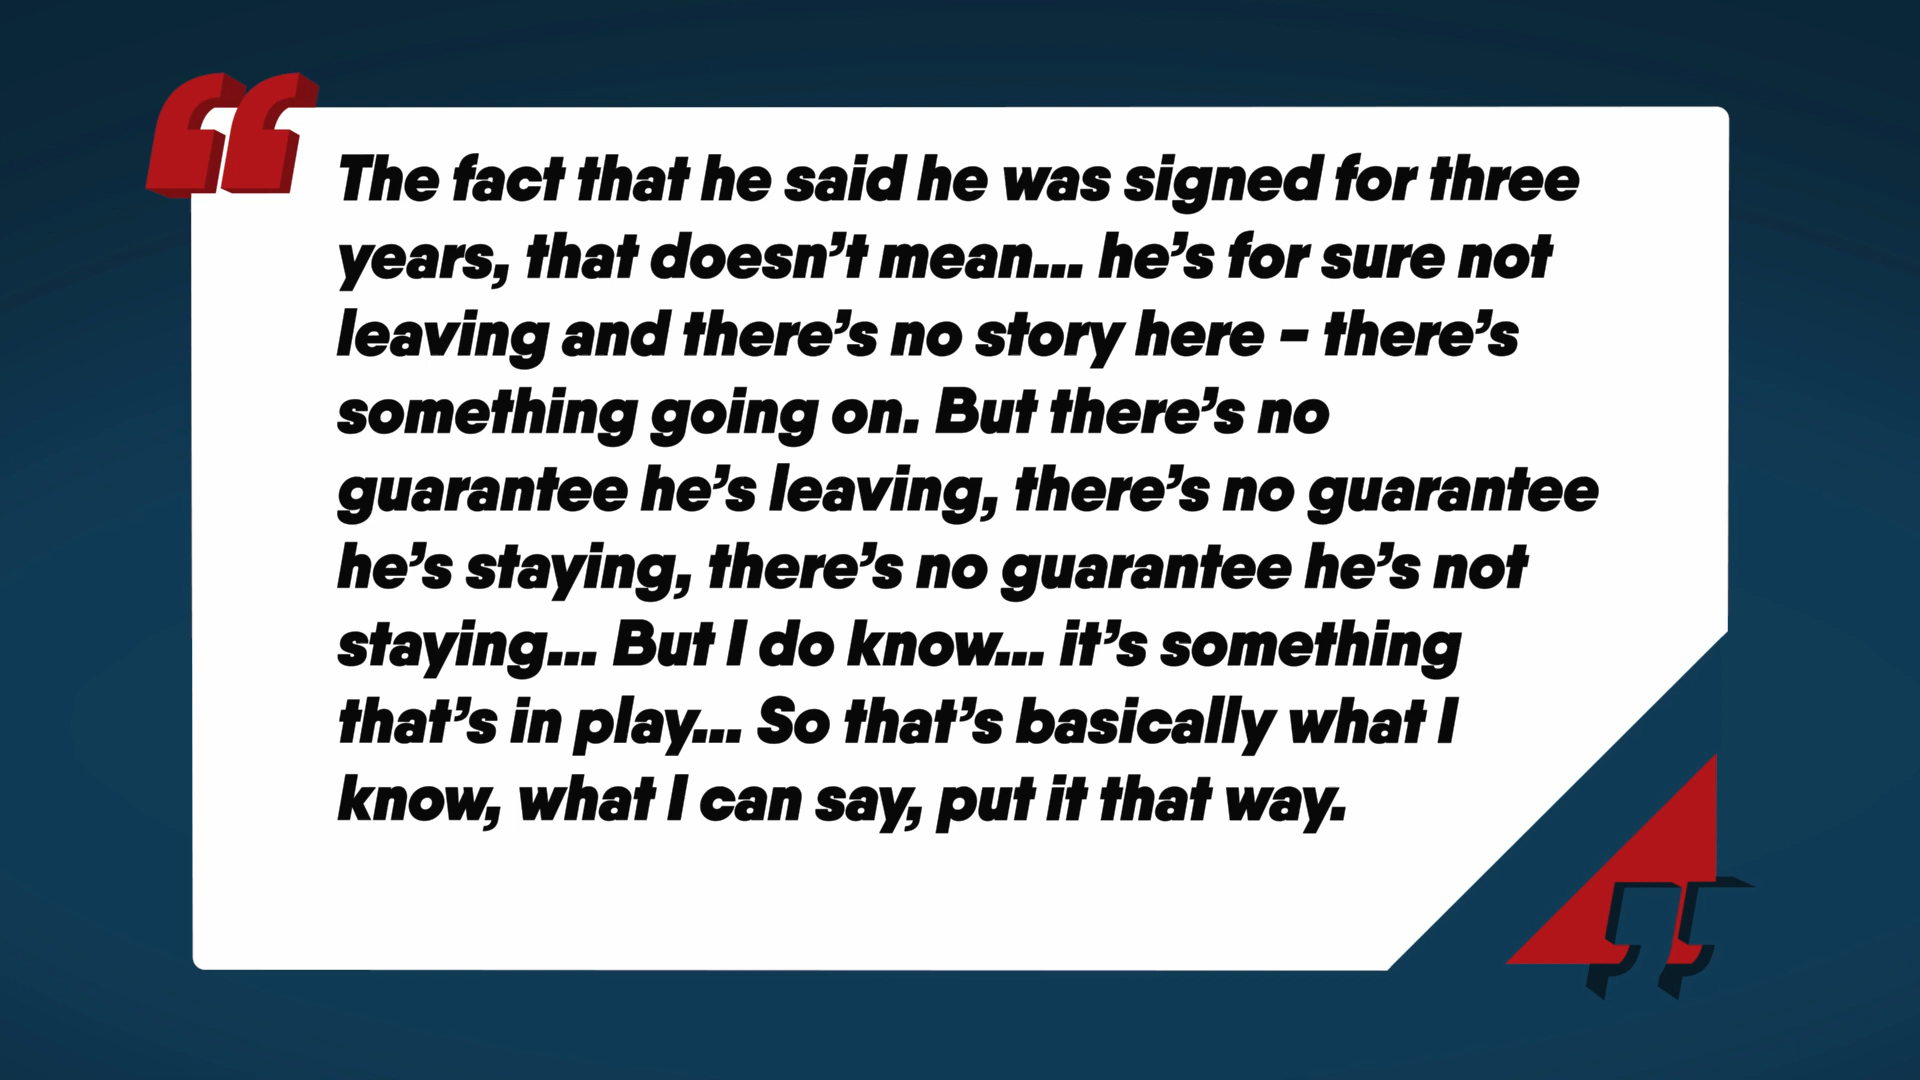 The fact that he said he was signed for three
years, that doesn’t mean... he’s for sure not
leaving and there’s no story here – there’s
something going on. But there’s no
guarantee he’s leaving, there’s no guarantee
he’s staying, there’s no guarantee he’s not
staying... But I do know... it’s something
that’s in play... So that’s basically what I
know, what I can say, put it that way.